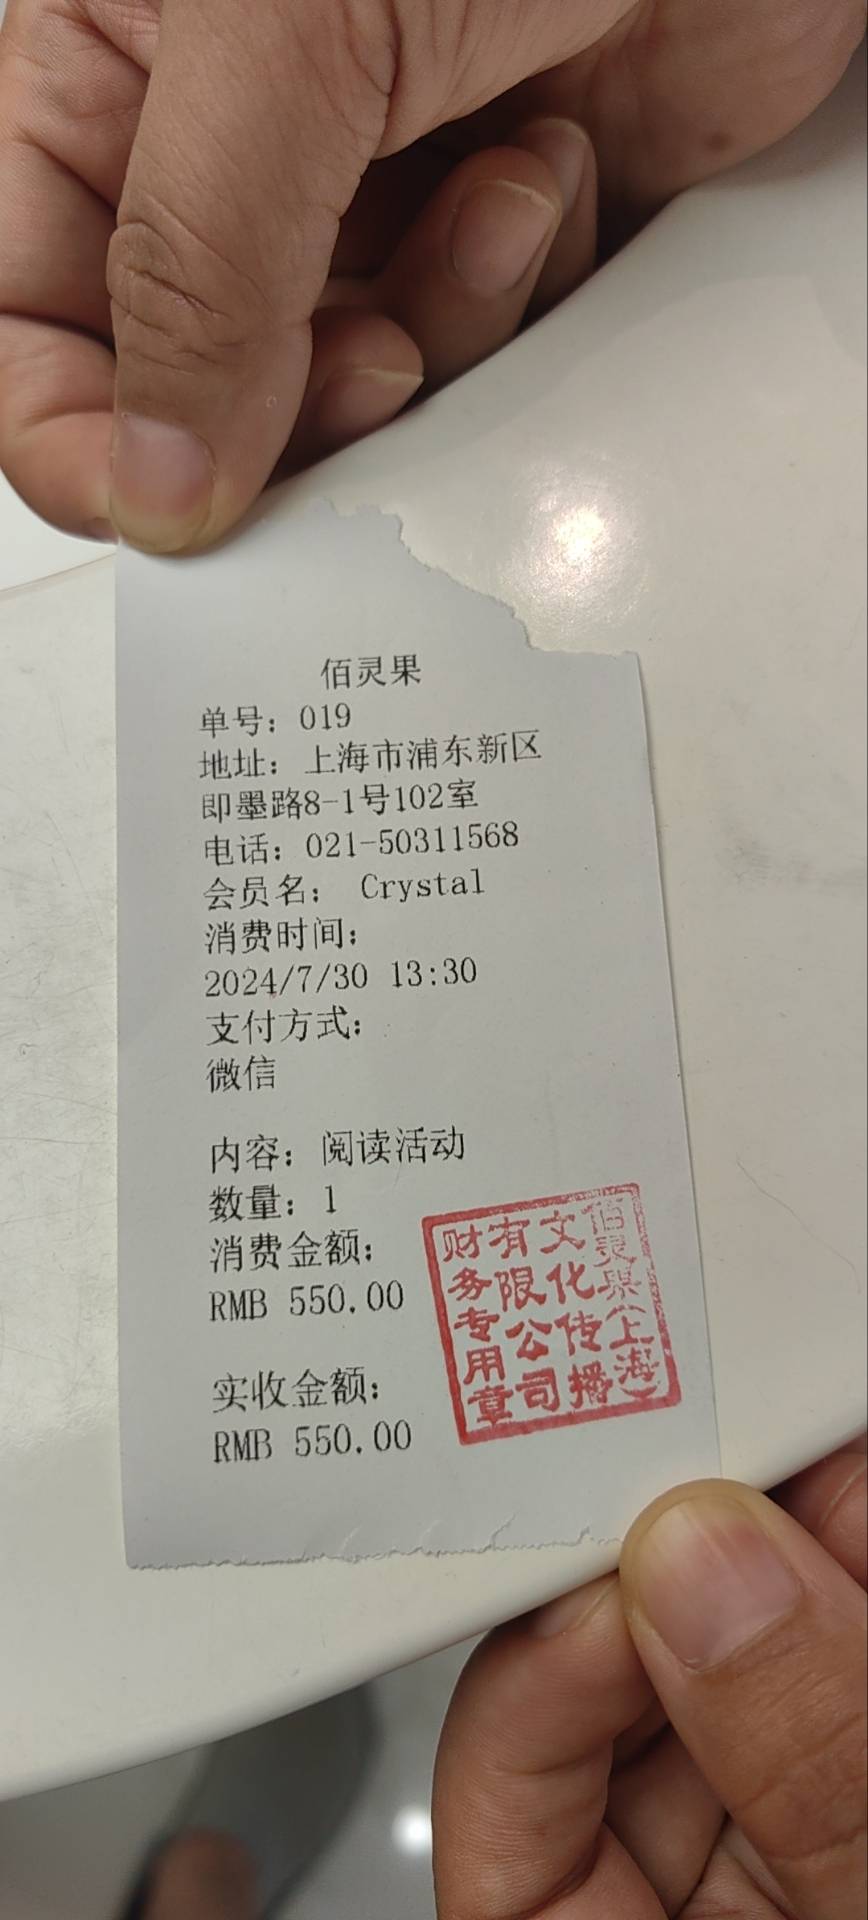 佰灵果
单号：019
地址：上海市浦东新区
即墨路8-1号102室
电话：021-50311568
会员名： Crystal
消费时间：
2024/7/30 13:30
支付方式：
微信
内容：阅读活动
数量：1
消费金额：
RMB 550.00
实收金额：
RMB 550.00
佰灵果（上海）
文化传播
有限公司
财务专用章